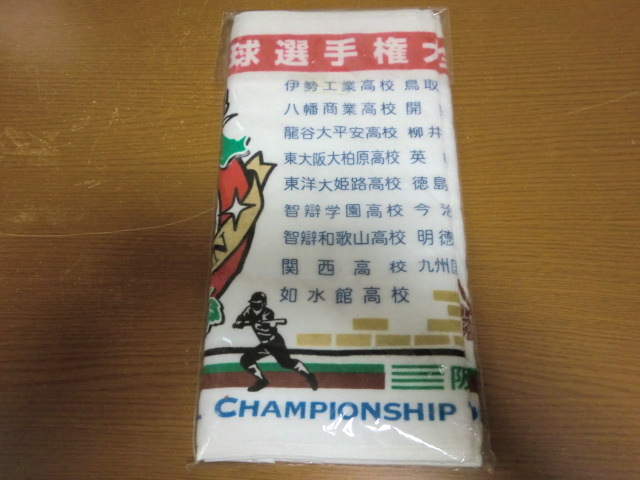 球選手権大
伊勢工業高校 鳥取
八幡商業高校 開
龍谷大平安高校 柳井
東大阪大柏原高校 英
東洋大姫路高校 徳島
智辯学園高校 今治
智辯和歌山高校 明徳
関西高校 九州国
如水館高校
阪
CHAMPIONSHIP